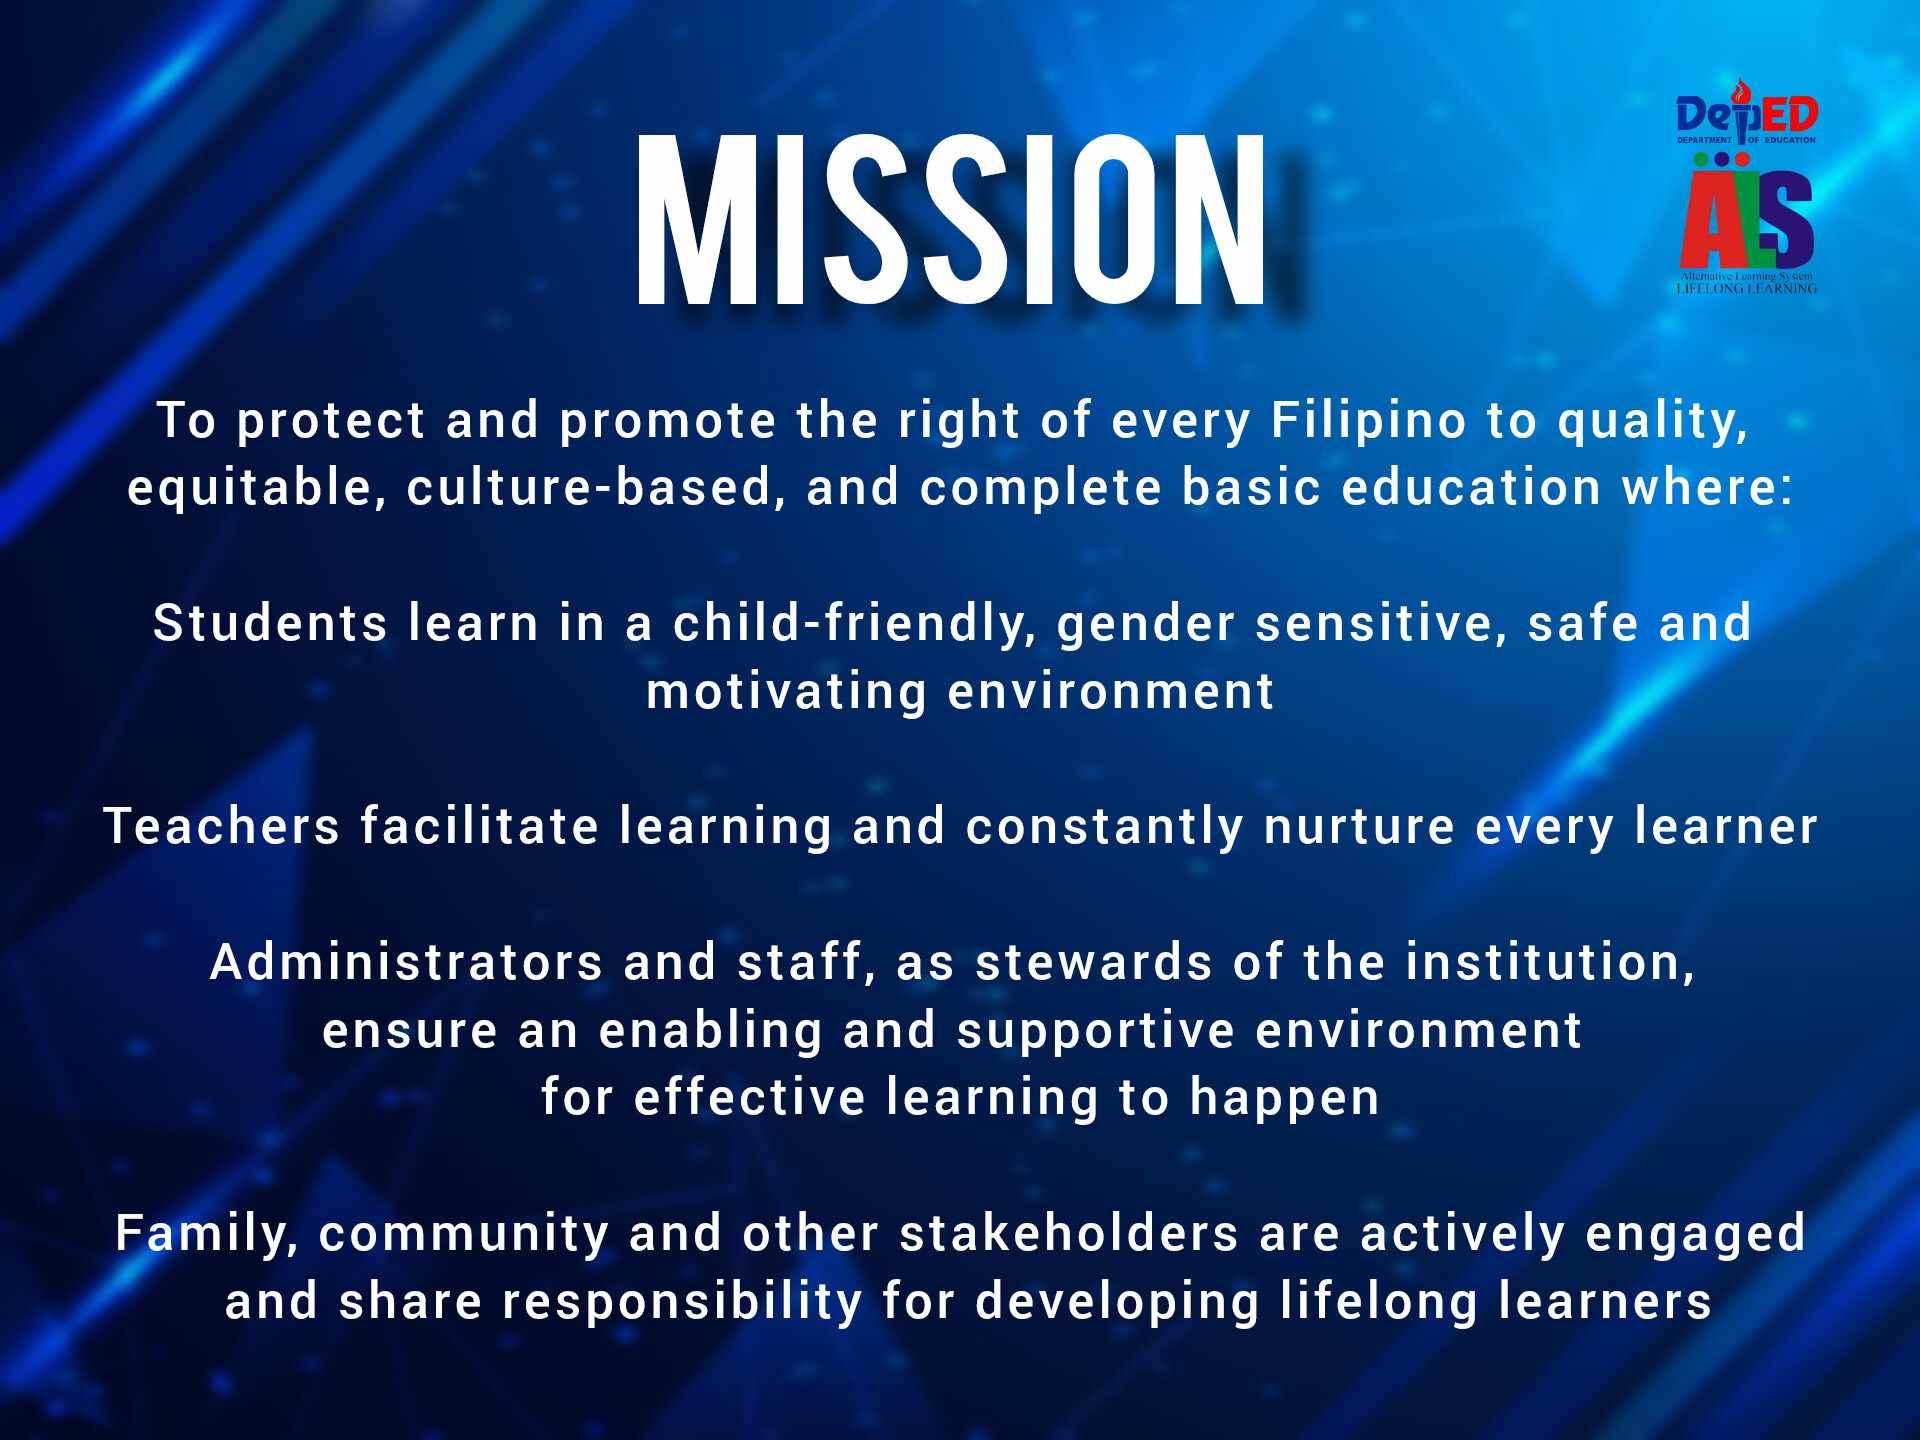 MISSION
DepED
DEPARTMENT OF EDUCATION
ALS
Alternative Learning System
LIFELONG LEARNING
To protect and promote the right of every Filipino to quality,
equitable, culture-based, and complete basic education where:
Students learn in a child-friendly, gender sensitive, safe and
motivating environment
Teachers facilitate learning and constantly nurture every learner
Administrators and staff, as stewards of the institution,
ensure an enabling and supportive environment
for effective learning to happen
Family, community and other stakeholders are actively engaged
and share responsibility for developing lifelong learners